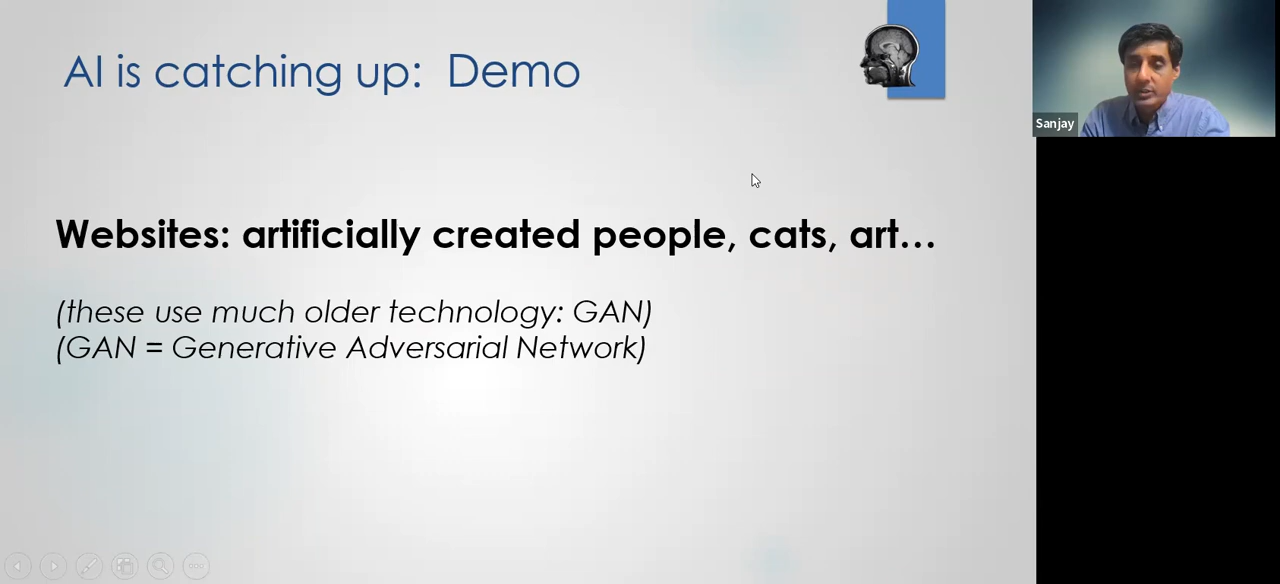 AI is catching up:  Demo
Sanjay
Websites: artificially created people, cats, art…
(these use much older technology: GAN)
(GAN = Generative Adversarial Network)